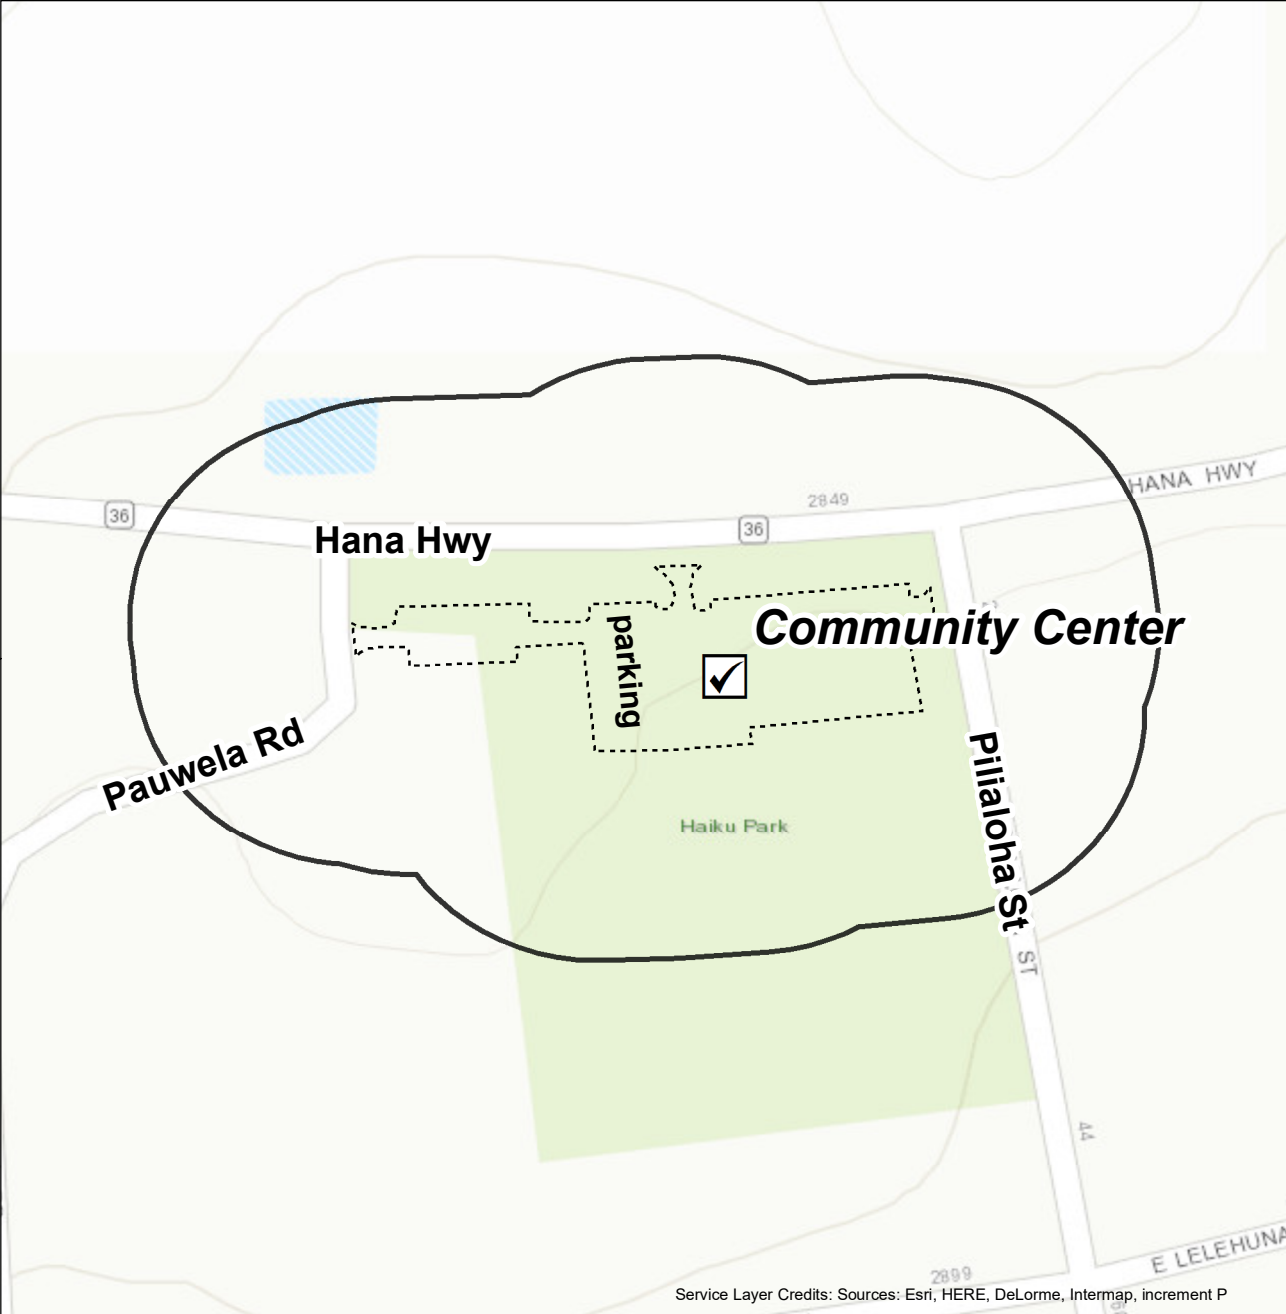 HANA HWY
2849
36
36
Hana Hwy
Community Center
parking
Pauwela Rd
Pilialoha St
Haiku Park
ST
44
E LELEHUNA
2899
Service Layer Credits: Sources: Esri, HERE, DeLorme, Intermap, increment P